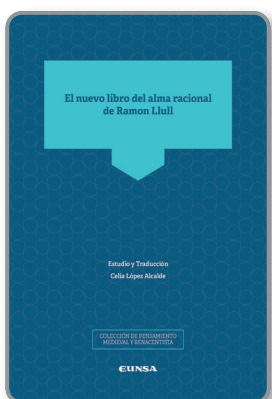 El nuevo libro del alma racional
de Ramon Llull
Estudio y Traducción
Celia López Alcalde
COLECCIÓN DE PENSAMIENTO
MEDIEVAL Y RENACENTISTA
EUNSA